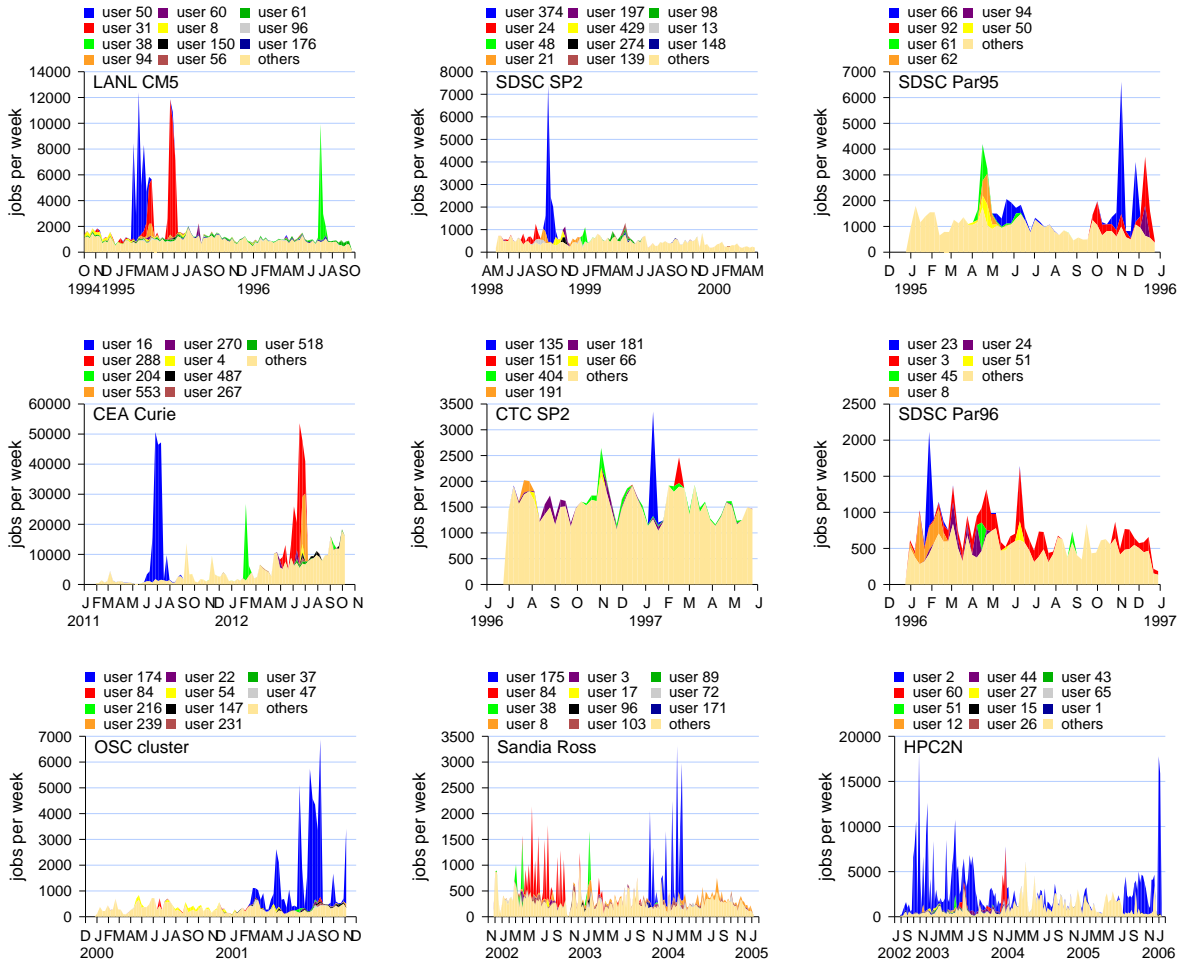 user 50 user 60 user 61
user 31 user 8 user 96
user 38 user 150 user 176
user 94 user 56 others
LANL CM5
jobs per week
14000
12000
10000
8000
6000
4000
2000
0
O N D J F M A M J J A S O N D J F M A M J J A S O
1994 1995 1996
user 374 user 197 user 98
user 24 user 429 user 13
user 48 user 274 user 148
user 21 user 139 others
SDSC SP2
jobs per week
8000
7000
6000
5000
4000
3000
2000
1000
0
AM J J A S O N D J F M A M J J A S O N D J F MA M
1998 1999 2000
user 66 user 94
user 92 user 50
user 61 others
user 62
SDSC Par95
jobs per week
7000
6000
5000
4000
3000
2000
1000
0
D J F M A M J J A S O N D J
1995 1996
user 16 user 270 user 518
user 288 user 4 others
user 204 user 487
user 553 user 267
CEA Curie
jobs per week
60000
50000
40000
30000
20000
10000
0
J F M A M J J A S O N D J F M A M J J A S O N
2011 2012
user 135 user 181
user 151 user 66
user 404 others
user 191
CTC SP2
jobs per week
3500
3000
2500
2000
1500
1000
500
0
J J A S O N D J F M A M J
1996 1997
user 23 user 24
user 3 user 51
user 45 others
user 8
SDSC Par96
jobs per week
2500
2000
1500
1000
500
0
D J F M A M J J A S O N D J
1996 1997
user 174 user 22 user 37
user 84 user 54 user 47
user 216 user 147 others
user 239 user 231
OSC cluster
jobs per week
7000
6000
5000
4000
3000
2000
1000
0
D J F M A M J J A S O N D J F M A M J J A S O N D
2000 2001
user 175 user 3 user 89
user 84 user 17 user 72
user 38 user 96 user 171
user 8 user 103 others
Sandia Ross
jobs per week
3500
3000
2500
2000
1500
1000
500
0
N J M M J S N J M M J S N J M M J S N J
2002 2003 2004 2005
user 2 user 44 user 43
user 60 user 27 user 65
user 51 user 15 user 1
user 12 user 26 others
HPC2N
jobs per week
20000
15000
10000
5000
0
J S N J M M J S N J M M J S N J M M J S N J
2002 2003 2004 2005 2006